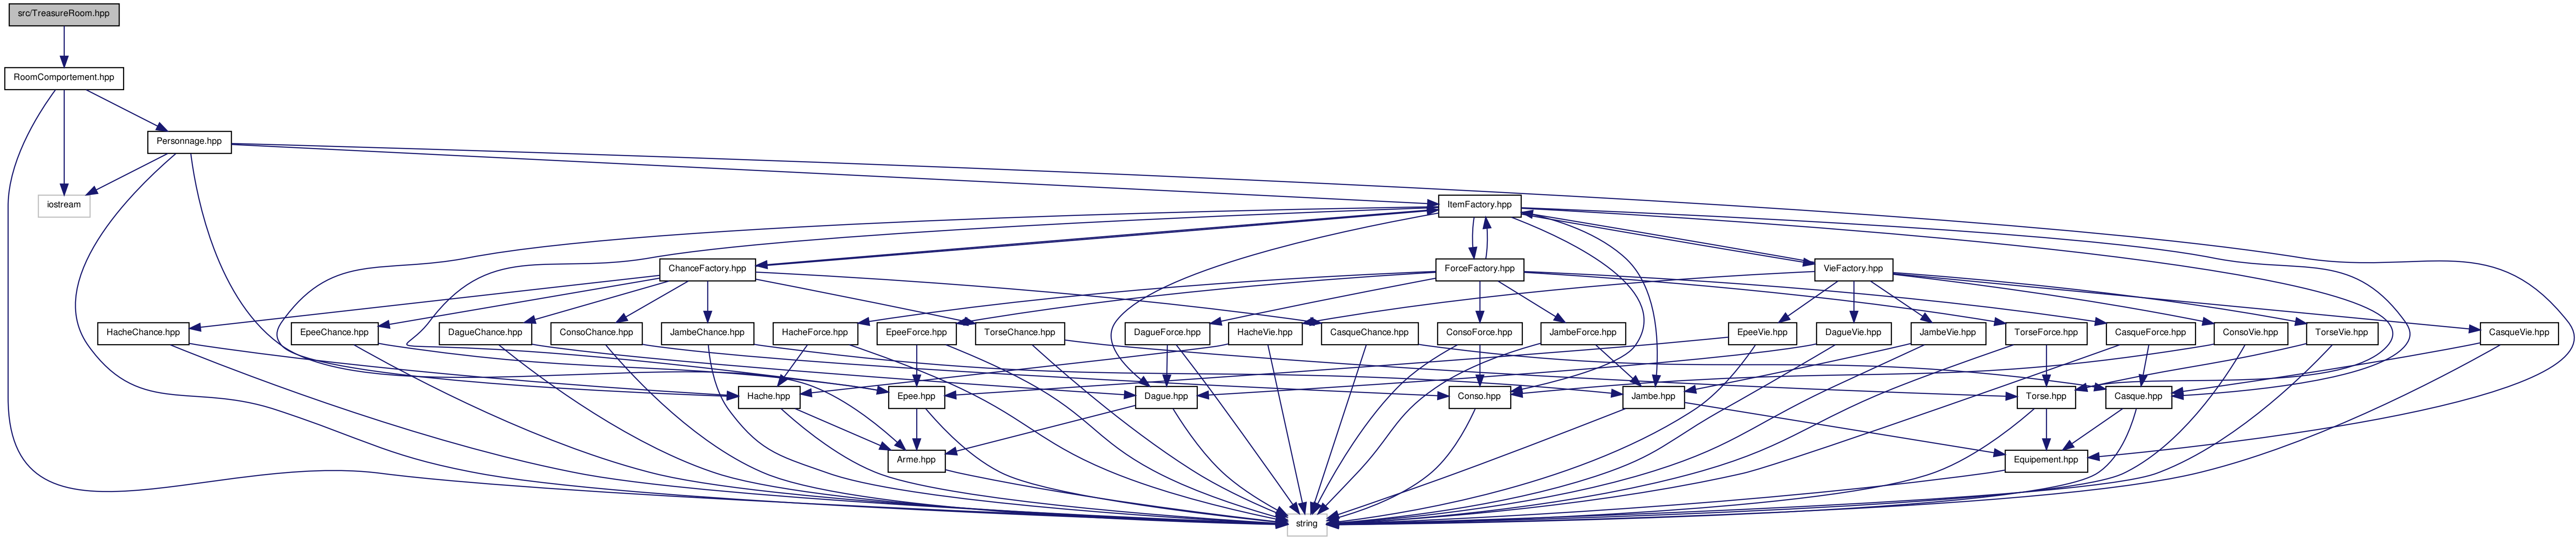 src/TreasureRoom.hpp
RoomComportement.hpp
Personnage.hpp
iostream
ItemFactory.hpp
ChanceFactory.hpp
ForceFactory.hpp
VieFactory.hpp
HacheChance.hpp
EpeeChance.hpp
DagueChance.hpp
ConsoChance.hpp
JambeChance.hpp
HacheForce.hpp
EpeeForce.hpp
TorseChance.hpp
DagueForce.hpp
HacheVie.hpp
CasqueChance.hpp
ConsoForce.hpp
JambeForce.hpp
EpeeVie.hpp
DagueVie.hpp
JambeVie.hpp
TorseForce.hpp
CasqueForce.hpp
ConsoVie.hpp
TorseVie.hpp
CasqueVie.hpp
Hache.hpp
Epee.hpp
Dague.hpp
Conso.hpp
Jambe.hpp
Torse.hpp
Casque.hpp
Arme.hpp
Equipement.hpp
string